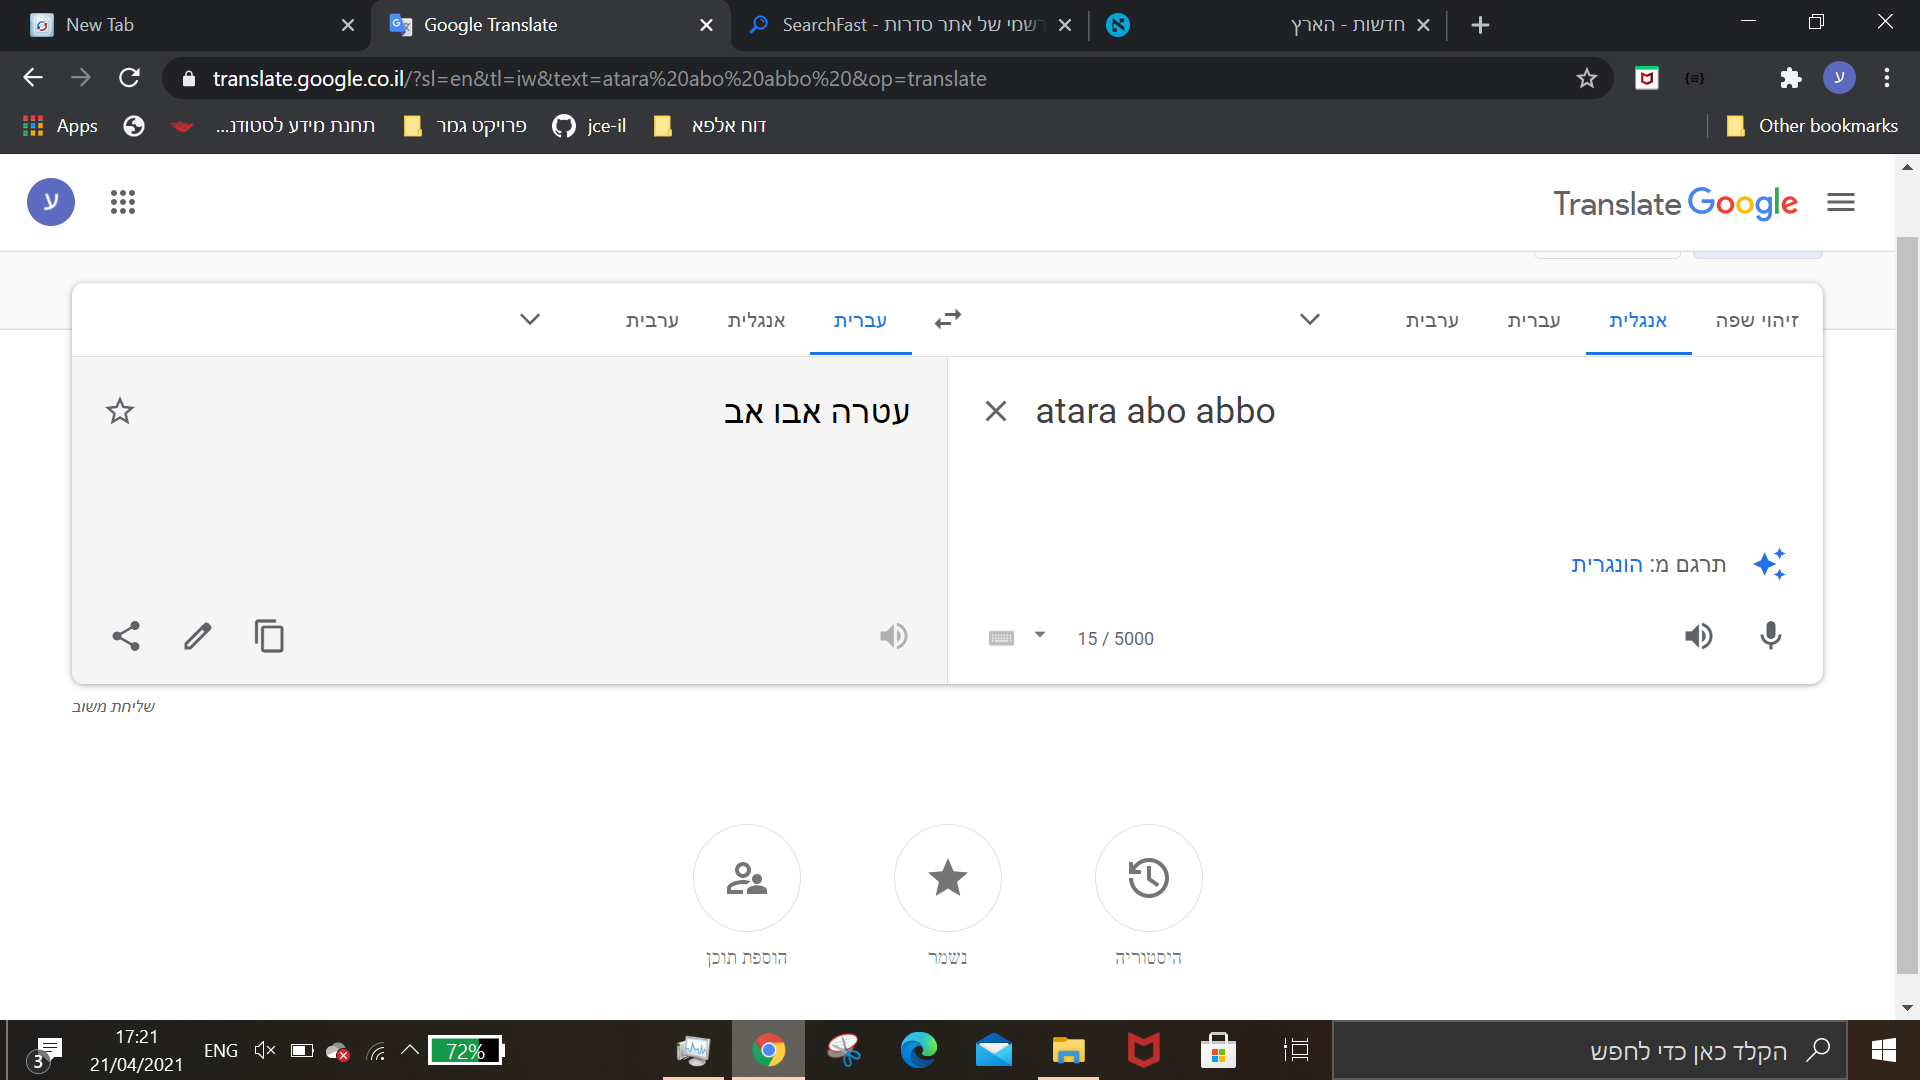 New Tab
Google Translate
SearchFast - רשמי של אתר סדרות
חדשות - הארץ
translate.google.co.il/?sl=en&tl=iw&text=atara%20abo%20abbo%20&op=translate
ע
Apps
תחנת מידע לסטודנ...
פרויקט גמר
jce-il
דוח אלפא
Other bookmarks
ע
Translate Google
זיהוי שפה
אנגלית
עברית
ערבית
עברית
אנגלית
ערבית
atara abo abbo
עטרה אבו אב
תרגם מ: הונגרית
15 / 5000
שליחת משוב
היסטוריה
נשמר
הוספת תוכן
3
17:21
21/04/2021
ENG
72%
הקלד כאן כדי לחפש